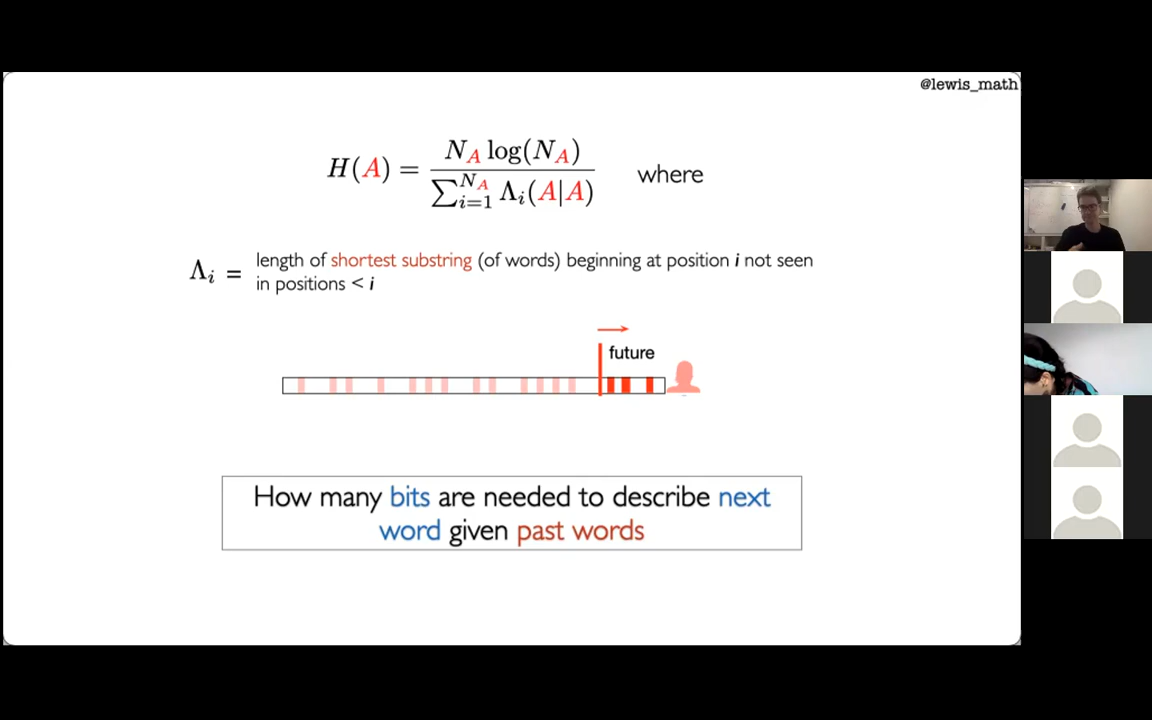 @lewis_math
H(A) = N_A log(N_A) / ∑_{i=1}^{N_A} Λ_i(A|A) where
Λ_i = length of shortest substring (of words) beginning at position i not seen
in positions < i
future
How many bits are needed to describe next
word given past words